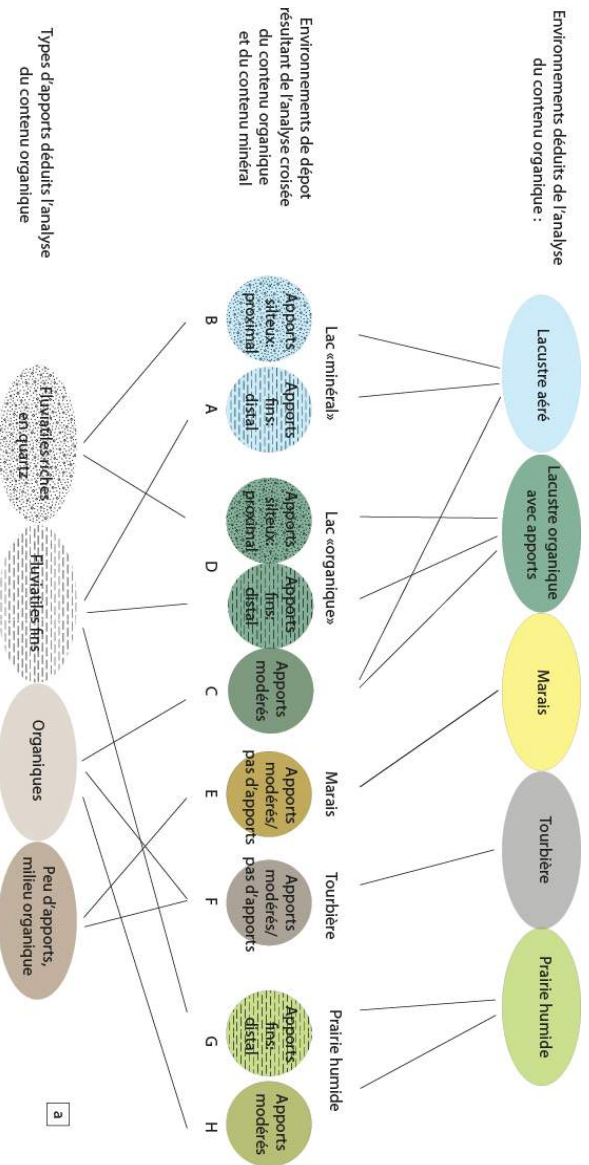 Environnements déduits de l'analyse
du contenu organique :
Lacustre aéré
Lacustre organique
avec apports
Marais
Tourbière
Prairie humide
Environnements de dépot
résultant de l'analyse croisée
du contenu organique
et du contenu minéral
Lac «minéral»
Lac «organique»
Marais
Tourbière
Prairie humide
Apports
silteux:
proximal
Apports
fins:
distal
Apports
silteux:
proximal
Apports
fins:
distal
Apports
modérés
Apports
modérés/
pas d'apports
Apports
modérés/
pas d'apports
Apports
fins:
distal
Apports
modérés
B
A
D
C
E
F
G
H
Types d'apports déduits l'analyse
du contenu organique
Fluviatiles riches
en quartz
Fluviatiles fins
Organiques
Peu d'apports,
milieu organique
a